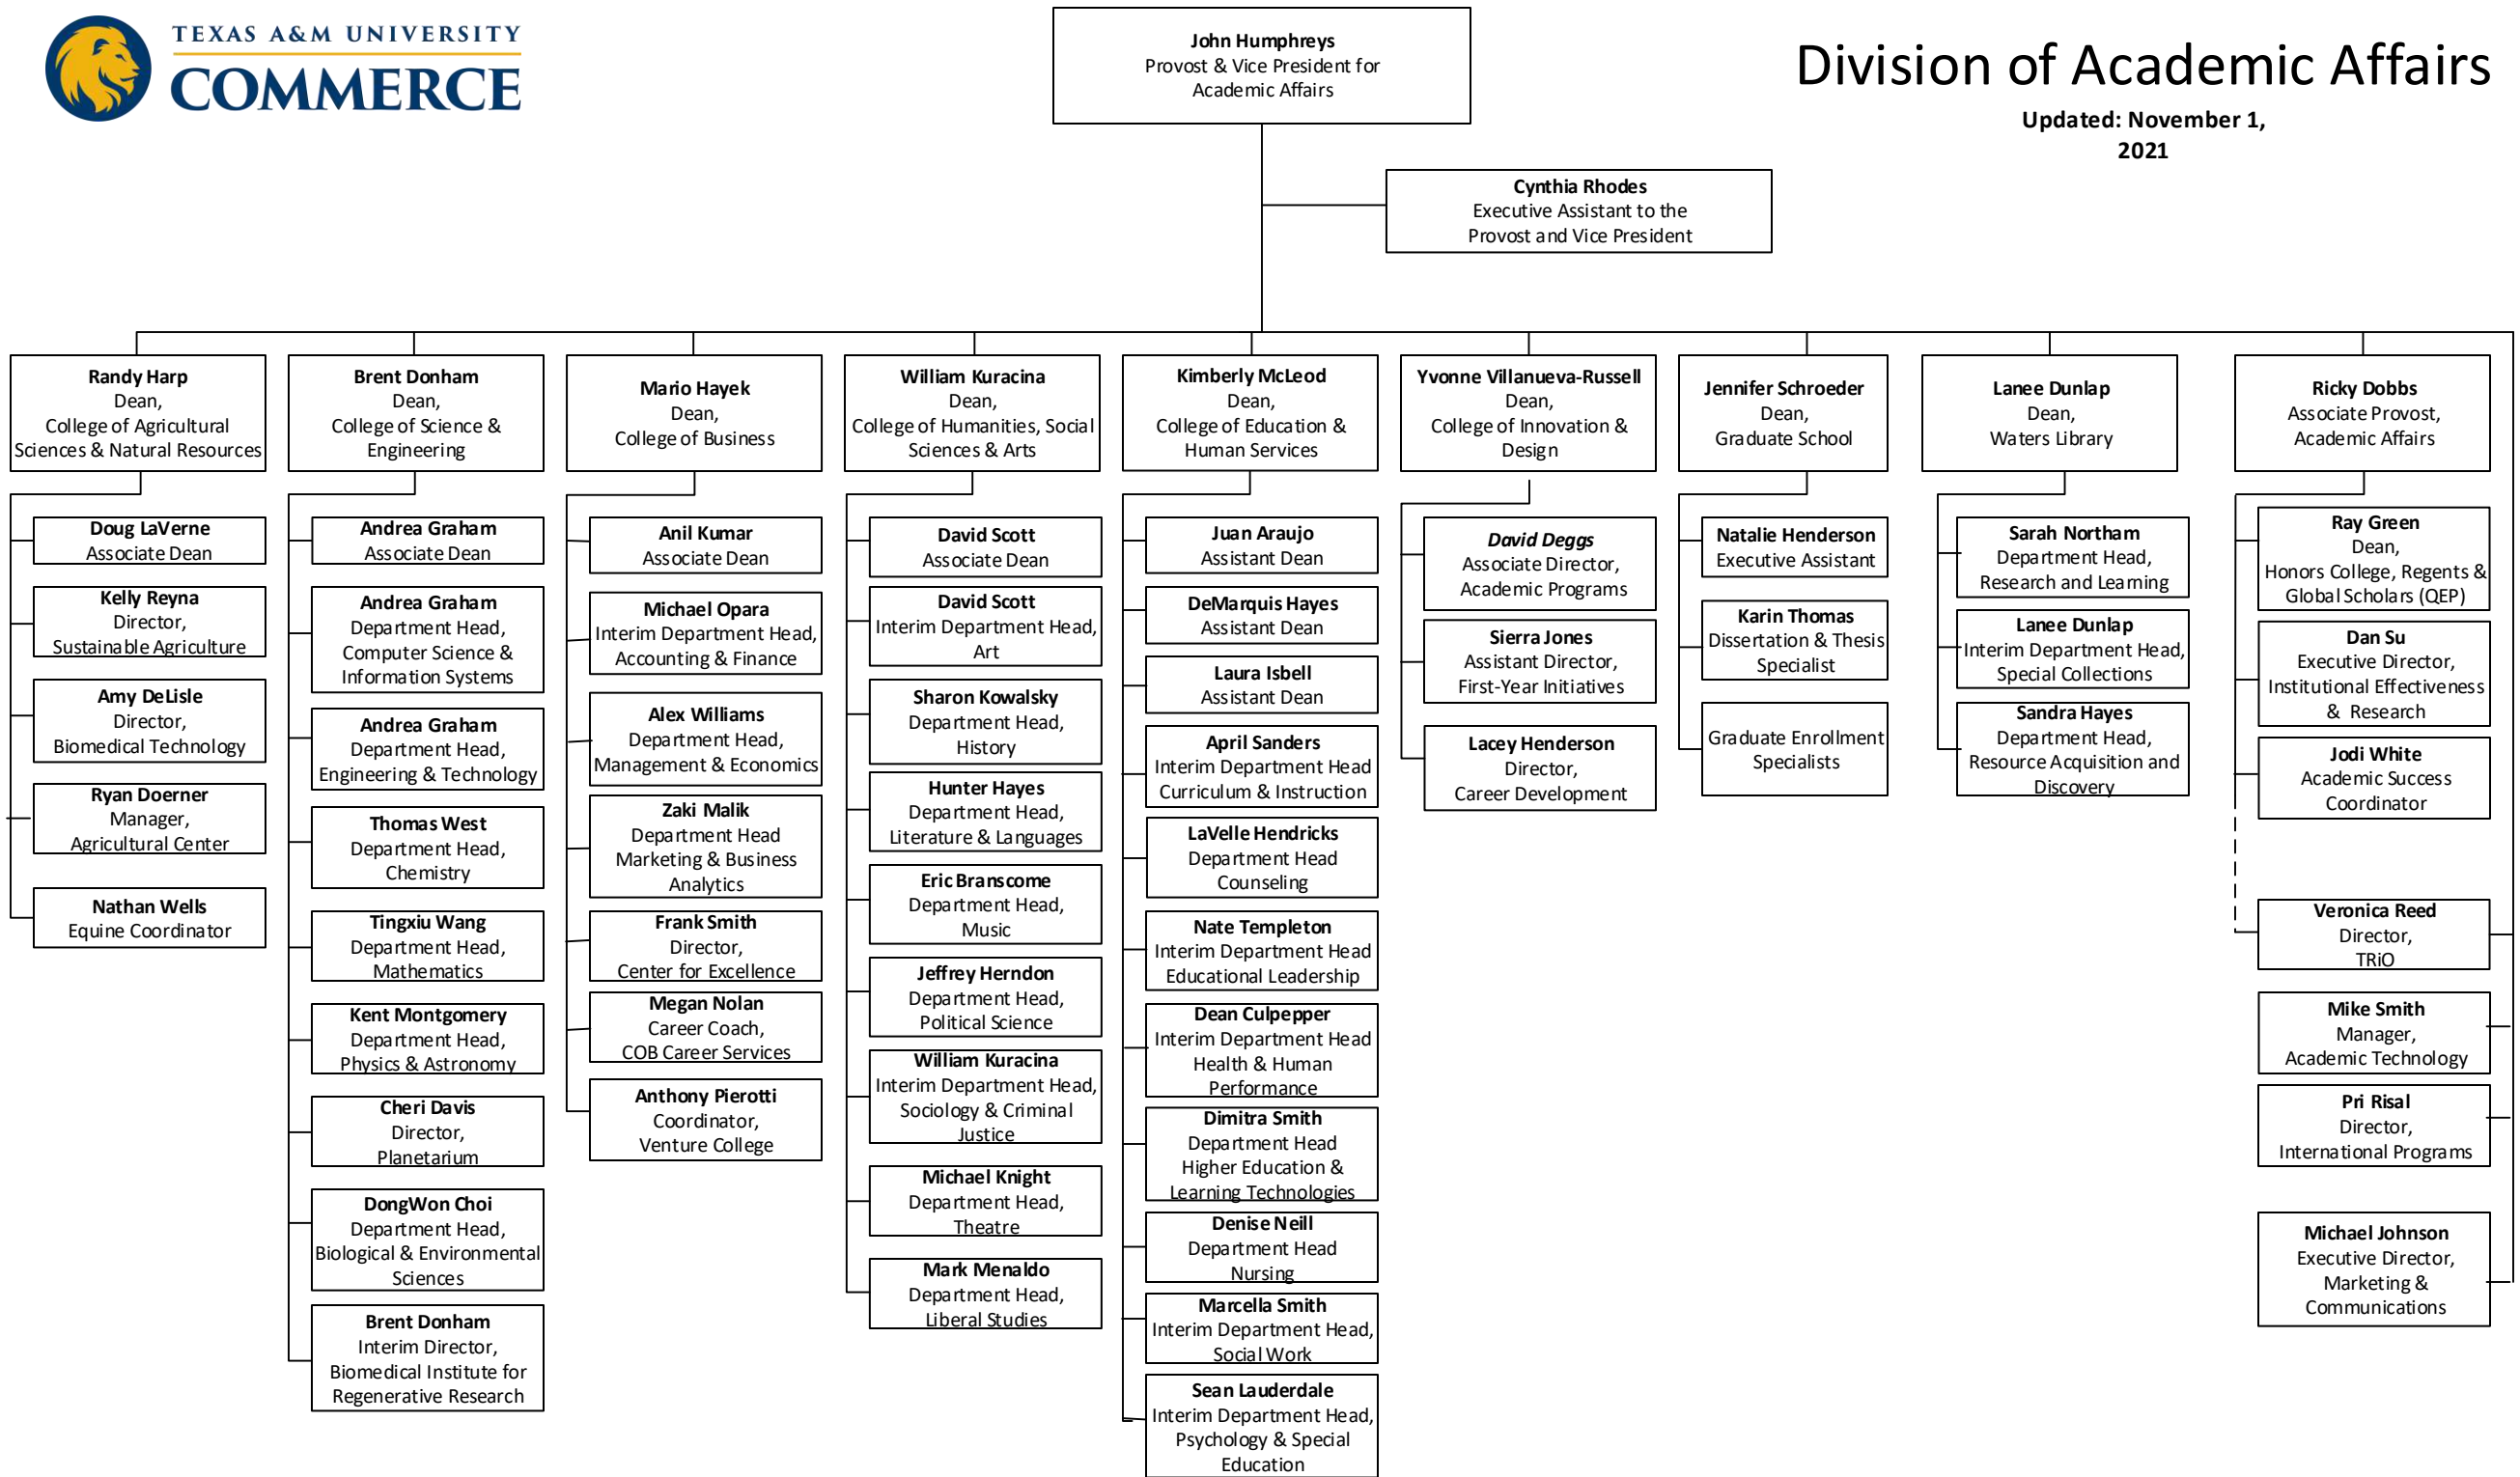 TEXAS A&M UNIVERSITY
COMMERCE
Division of Academic Affairs
Updated: November 1,
2021
John Humphreys
Provost & Vice President for
Academic Affairs
Cynthia Rhodes
Executive Assistant to the
Provost and Vice President
Randy Harp
Dean,
College of Agricultural
Sciences & Natural Resources
Doug LaVerne
Associate Dean
Kelly Reyna
Director,
Sustainable Agriculture
Amy DeLisle
Director,
Biomedical Technology
Ryan Doerner
Manager,
Agricultural Center
Nathan Wells
Equine Coordinator
Brent Donham
Dean,
College of Science &
Engineering
Andrea Graham
Associate Dean
Andrea Graham
Department Head,
Computer Science &
Information Systems
Andrea Graham
Department Head,
Engineering & Technology
Thomas West
Department Head,
Chemistry
Tingxiu Wang
Department Head,
Mathematics
Kent Montgomery
Department Head,
Physics & Astronomy
Cheri Davis
Director,
Planetarium
DongWon Choi
Department Head,
Biological & Environmental
Sciences
Brent Donham
Interim Director,
Biomedical Institute for
Regenerative Research
Mario Hayek
Dean,
College of Business
Anil Kumar
Associate Dean
Michael Opara
Interim Department Head,
Accounting & Finance
Alex Williams
Department Head,
Management & Economics
Zaki Malik
Department Head
Marketing & Business
Analytics
Frank Smith
Director,
Center for Excellence
Megan Nolan
Career Coach,
COB Career Services
Anthony Pierotti
Coordinator,
Venture College
William Kuracina
Dean,
College of Humanities, Social
Sciences & Arts
David Scott
Associate Dean
David Scott
Interim Department Head,
Art
Sharon Kowalsky
Department Head,
History
Hunter Hayes
Department Head,
Literature & Languages
Eric Branscome
Department Head,
Music
Jeffrey Herndon
Department Head,
Political Science
William Kuracina
Interim Department Head,
Sociology & Criminal
Justice
Michael Knight
Department Head,
Theatre
Mark Menaldo
Department Head,
Liberal Studies
Kimberly McLeod
Dean,
College of Education &
Human Services
Juan Araujo
Assistant Dean
DeMarquis Hayes
Assistant Dean
Laura Isbell
Assistant Dean
April Sanders
Interim Department Head
Curriculum & Instruction
LaVelle Hendricks
Department Head
Counseling
Nate Templeton
Interim Department Head
Educational Leadership
Dean Culpepper
Interim Department Head
Health & Human
Performance
Dimitra Smith
Department Head
Higher Education &
Learning Technologies
Denise Neill
Department Head
Nursing
Marcella Smith
Interim Department Head,
Social Work
Sean Lauderdale
Interim Department Head,
Psychology & Special
Education
Yvonne Villanueva-Russell
Dean,
College of Innovation &
Design
David Deggs
Associate Director,
Academic Programs
Sierra Jones
Assistant Director,
First-Year Initiatives
Lacey Henderson
Director,
Career Development
Jennifer Schroeder
Dean,
Graduate School
Natalie Henderson
Executive Assistant
Karin Thomas
Dissertation & Thesis
Specialist
Graduate Enrollment
Specialists
Lanee Dunlap
Dean,
Waters Library
Sarah Northam
Department Head,
Research and Learning
Lanee Dunlap
Interim Department Head,
Special Collections
Sandra Hayes
Department Head,
Resource Acquisition and
Discovery
Ricky Dobbs
Associate Provost,
Academic Affairs
Ray Green
Dean,
Honors College, Regents &
Global Scholars (QEP)
Dan Su
Executive Director,
Institutional Effectiveness
& Research
Jodi White
Academic Success
Coordinator
Veronica Reed
Director,
TRiO
Mike Smith
Manager,
Academic Technology
Pri Risal
Director,
International Programs
Michael Johnson
Executive Director,
Marketing &
Communications